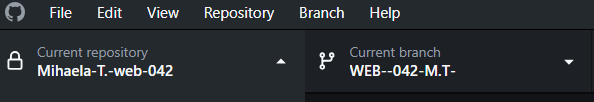 File Edit View Repository Branch Help
Current repository
Mihaela-T.-web-042
Current branch
WEB--042-M.T-